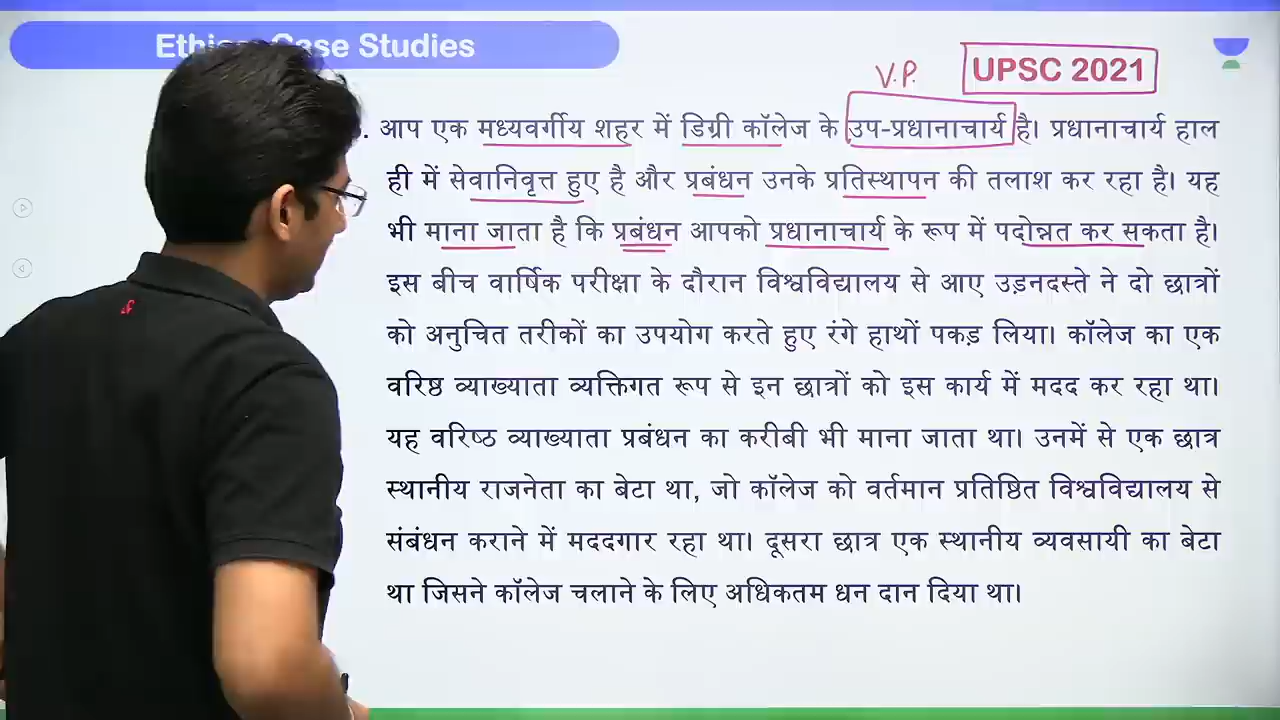 Case Studies
V.P.
UPSC 2021
आप एक मध्यवर्गीय शहर में डिग्री कॉलेज के उप-प्रधानाचार्य है। प्रधानाचार्य हाल
ही में सेवानिवृत्त हुए है और प्रबंधन उनके प्रतिस्थापन की तलाश कर रहा है। यह
भी माना जाता है कि प्रबंधन आपको प्रधानाचार्य के रूप में पदोन्नत कर सकता है।
इस बीच वार्षिक परीक्षा के दौरान विश्वविद्यालय से आए उड़नदस्ते ने दो छात्रों
को अनुचित तरीकों का उपयोग करते हुए रंगे हाथों पकड़ लिया। कॉलेज का एक
वरिष्ठ व्याख्याता व्यक्तिगत रूप से इन छात्रों को इस कार्य में मदद कर रहा था।
यह वरिष्ठ व्याख्याता प्रबंधन का करीबी भी माना जाता था। उनमें से एक छात्र
स्थानीय राजनेता का बेटा था, जो कॉलेज को वर्तमान प्रतिष्ठित विश्वविद्यालय से
संबंधन कराने में मददगार रहा था। दूसरा छात्र एक स्थानीय व्यवसायी का बेटा
था जिसने कॉलेज चलाने के लिए अधिकतम धन दान दिया था।